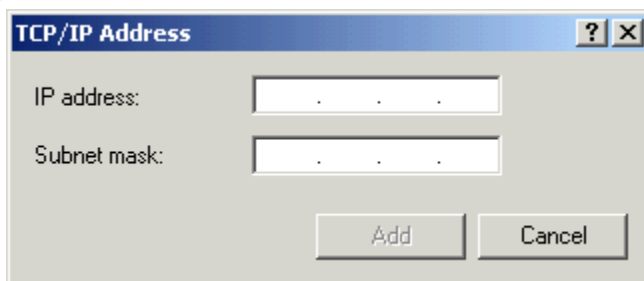 TCP/IP Address
IP address: . . .
Subnet mask: . . .
Add Cancel